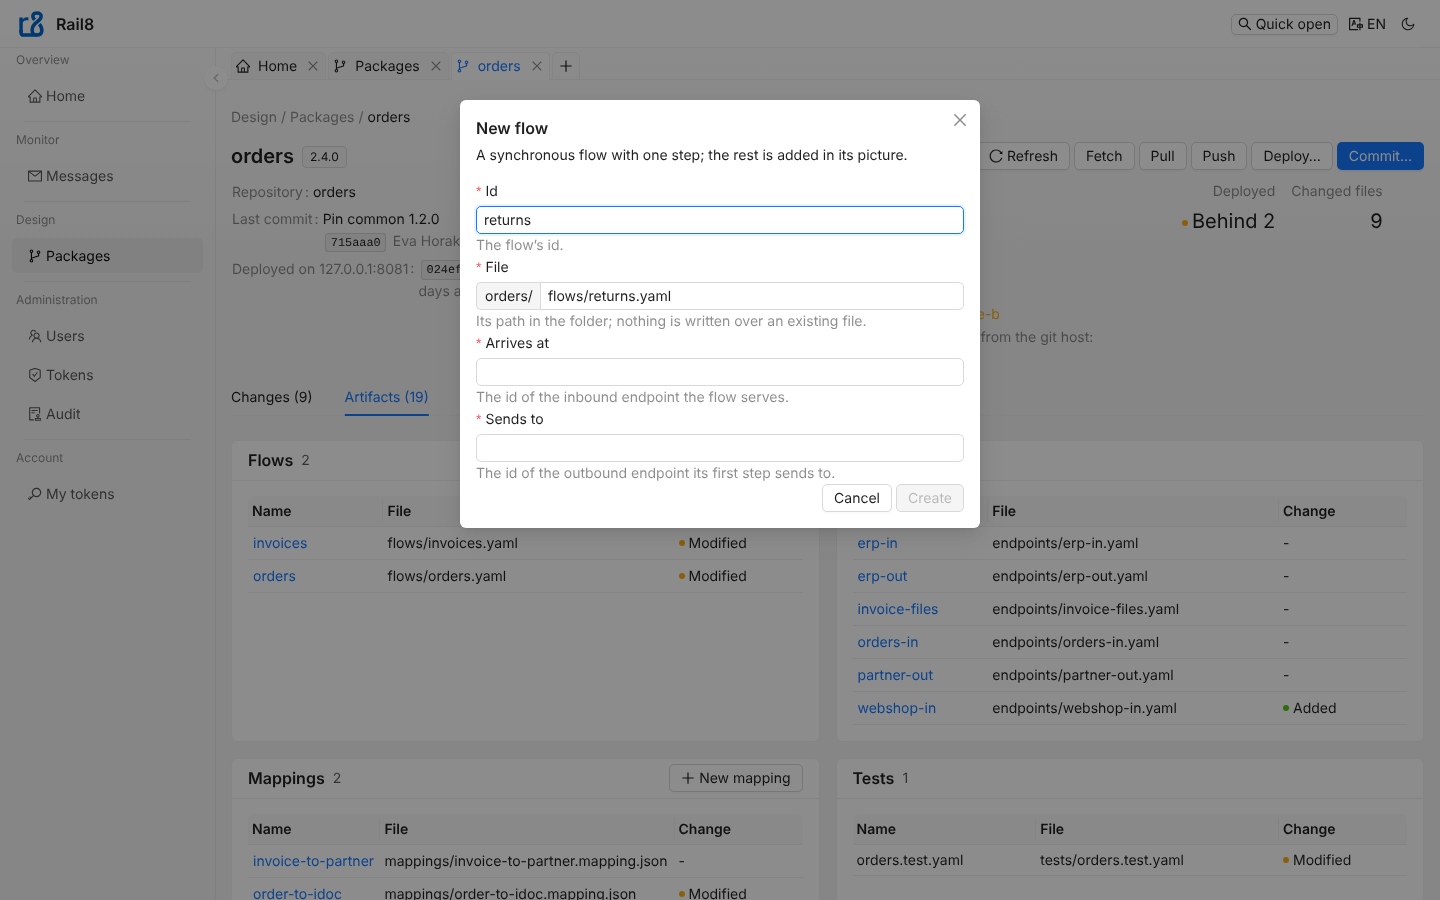 Rail8
Quick open
EN
Overview
Home
Monitor
Messages
Design
Packages
Administration
Users
Tokens
Audit
Account
My tokens
Home
Packages
orders
Design / Packages / orders
orders 2.4.0
Refresh
Fetch
Pull
Push
Deploy...
Commit...
Repository: orders
Last commit: Pin common 1.2.0
715aaa0 Eva Horak
Deployed on 127.0.0.1:8081:
days a
Deployed
Behind 2
Changed files
9
e-b
from the git host:
Changes (9)
Artifacts (19)
New flow
A synchronous flow with one step; the rest is added in its picture.
* Id
returns
The flow's id.
* File
orders/ flows/returns.yaml
Its path in the folder; nothing is written over an existing file.
* Arrives at
The id of the inbound endpoint the flow serves.
* Sends to
The id of the outbound endpoint its first step sends to.
Cancel
Create
Flows 2
Name File
invoices flows/invoices.yaml Modified
orders flows/orders.yaml Modified
File Change
erp-in endpoints/erp-in.yaml -
erp-out endpoints/erp-out.yaml -
invoice-files endpoints/invoice-files.yaml -
orders-in endpoints/orders-in.yaml -
partner-out endpoints/partner-out.yaml -
webshop-in endpoints/webshop-in.yaml Added
Mappings 2
New mapping
Name File Change
invoice-to-partner mappings/invoice-to-partner.mapping.json -
order-to-idoc mappings/order-to-idoc.mapping.json Modified
Tests 1
Name File Change
orders.test.yaml tests/orders.test.yaml Modified